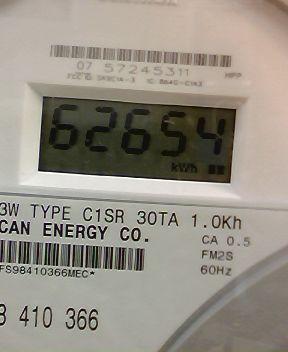 07 57245311
MPP
62654
kWh
3W TYPE C1SR 30TA 1.0Kh
CAN ENERGY CO.
CA 0.5
FM2S
60Hz
FS98410366MEC*
410 366